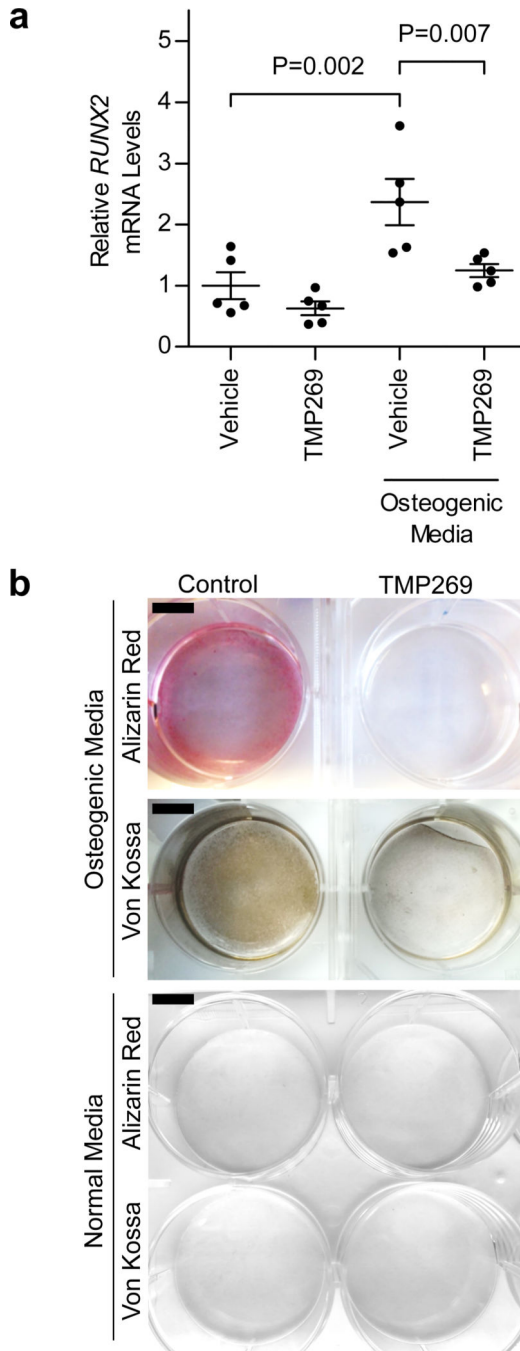 a
Relative RUNX2
mRNA Levels
5
4
3
2
1
0
P=0.002
P=0.007
Vehicle
TMP269
Vehicle
TMP269
Osteogenic
Media
b
Control
TMP269
Osteogenic Media
Alizarin Red
Von Kossa
Normal Media
Alizarin Red
Von Kossa